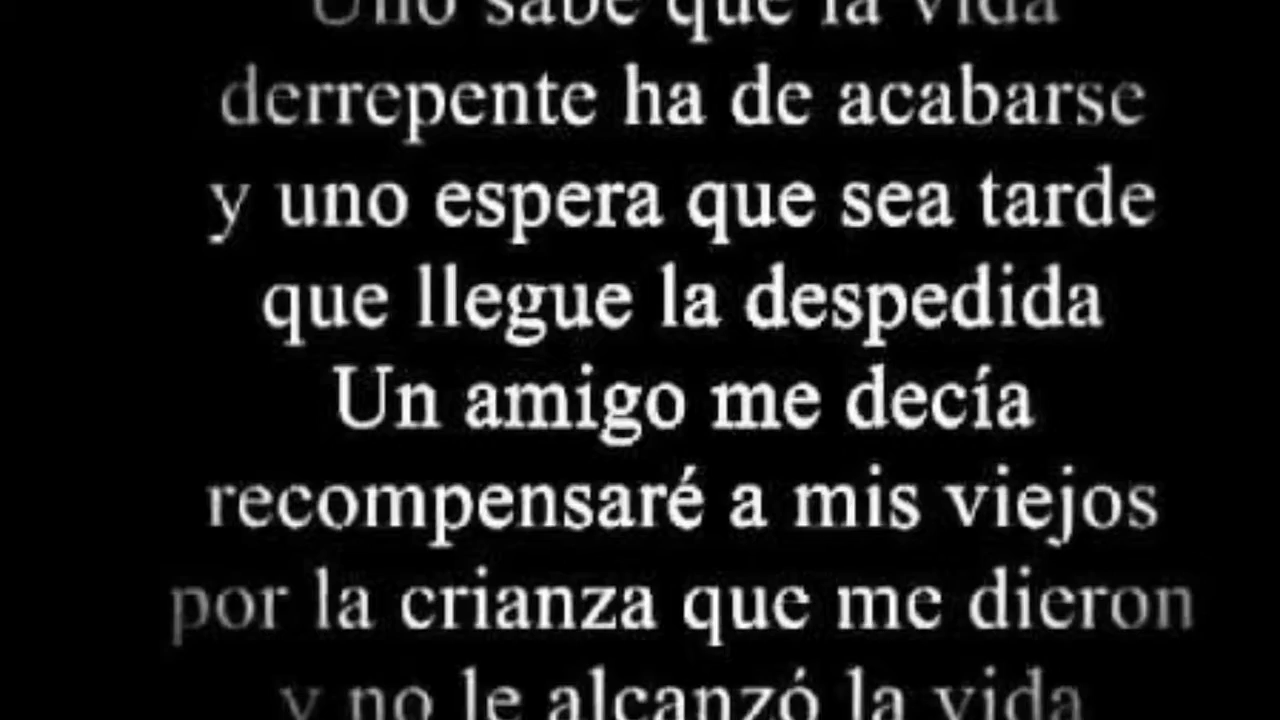 Uno sabe que la vida
derrepente ha de acabarse
y uno espera que sea tarde
que llegue la despedida
Un amigo me decía
recompensaré a mis viejos
por la crianza que me dieron
y no le alcanzó la vida